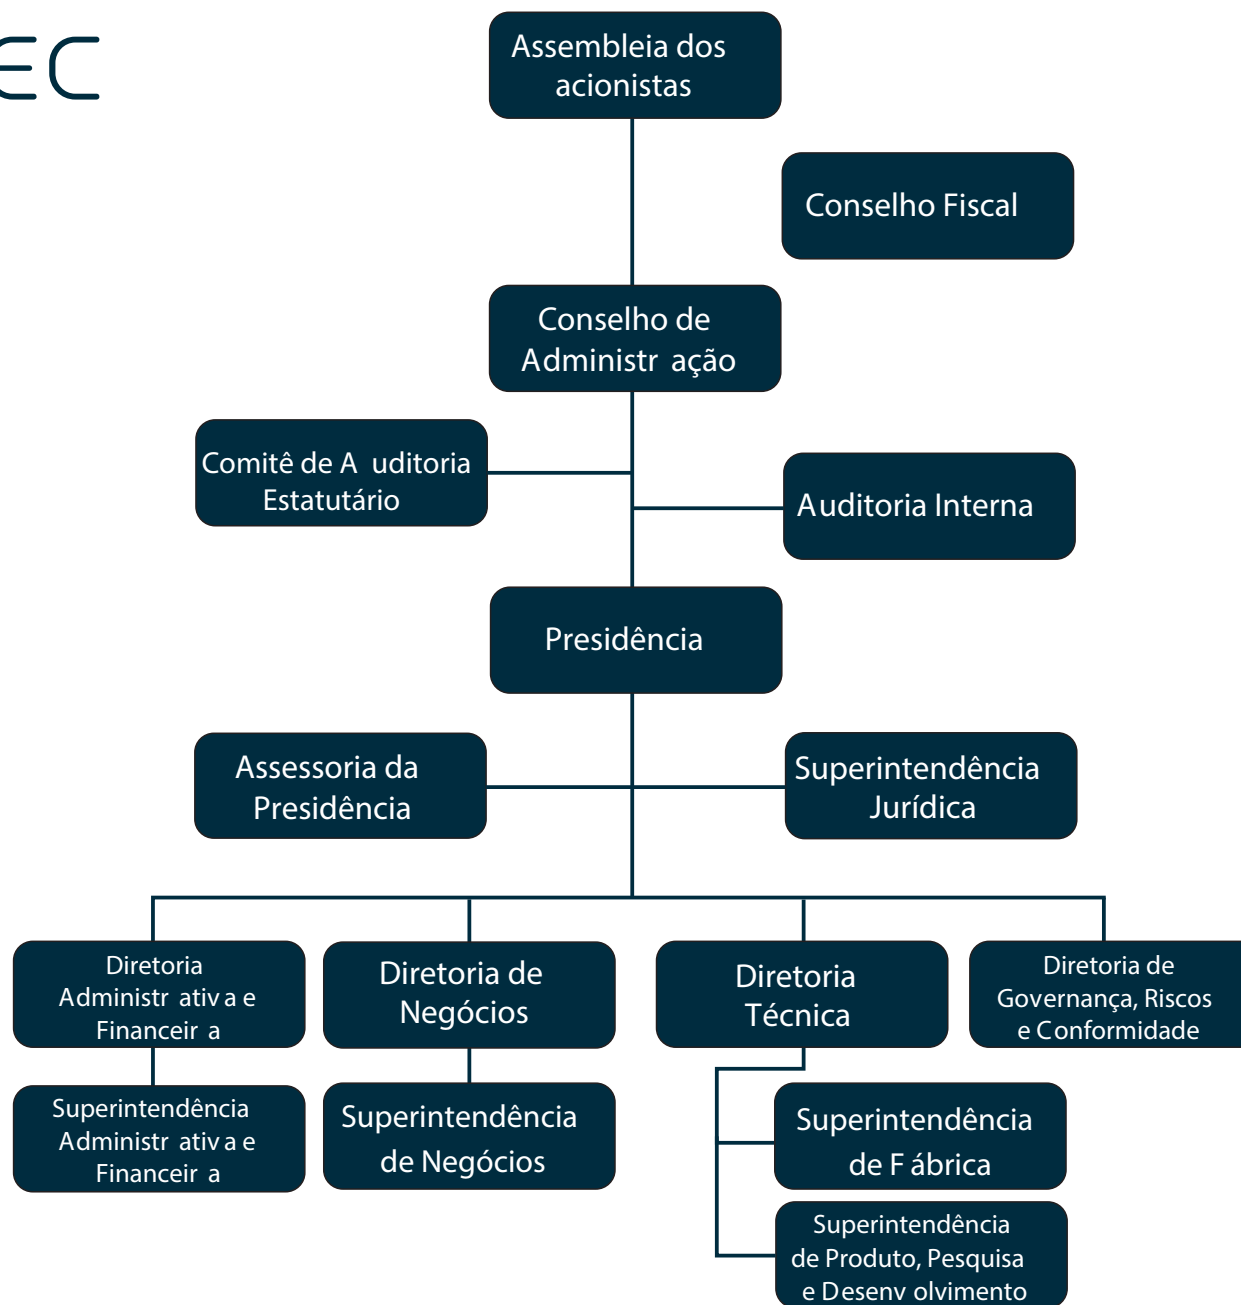 EC
Assembleia dos
acionistas
Conselho Fiscal
Conselho de
Administr ação
Comitê de A uditoria
Estatutário
Auditoria Interna
Presidência
Assessoria da
Presidência
Superintendência
Jurídica
Diretoria
Administr ativ a e
Financeir a
Diretoria de
Negócios
Diretoria
Técnica
Diretoria de
Governança, Riscos
e Conformidade
Superintendência
Administr ativ a e
Financeir a
Superintendência
de Negócios
Superintendência
de F ábrica
Superintendência
de Produto, Pesquisa
e Desenv olvimento